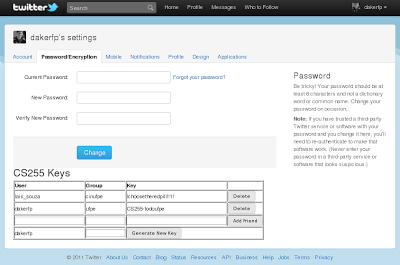 twitter Search Home Profile Messages Who to Follow dakerfp
dakerfp's settings
Account Password/Encryption Mobile Notifications Profile Design Applications
Current Password: Forgot your password?
New Password:
Verify New Password:
Change
Password
Be tricky! Your password should be at
least 6 characters and not a dictionary
word or common name. Change your
password on occasion.
Note: If you have trusted a third-party
Twitter service or software with your
password and you change it here, you'll
need to re-authenticate to make that
software work. (Never enter your
password in a third-party service or
software that looks suspicious.)
CS255 Keys
User Group Key
lais_souza cinufpe Delete
dakerfp ufpe Delete
Add friend
dakerfp Generate New Key
© 2011 Twitter About Us Contact Blog Status Resources API Business Help Jobs Terms Privacy